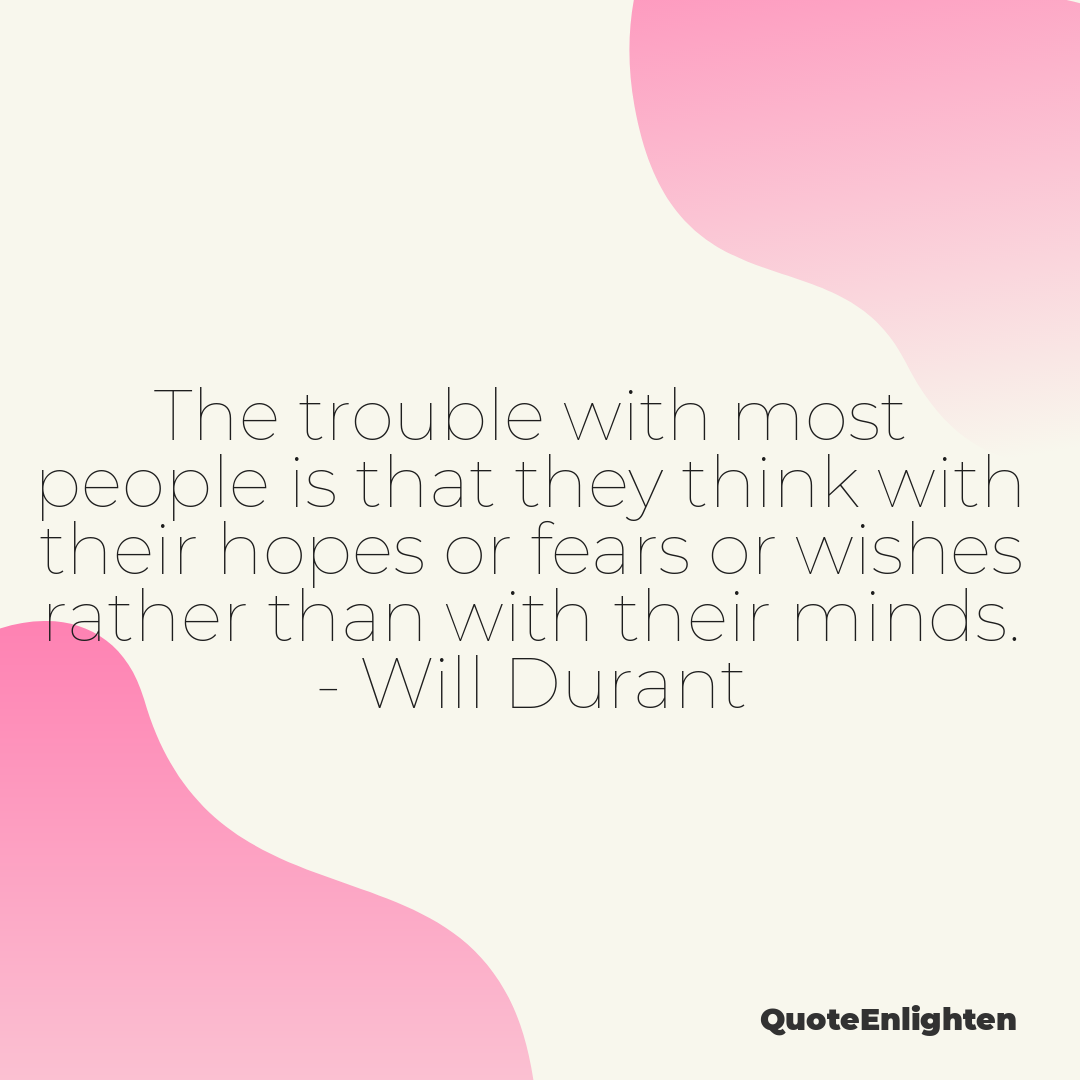 The trouble with most
people is that they think with
their hopes or fears or wishes
rather than with their minds.
- Will Durant
QuoteEnlighten